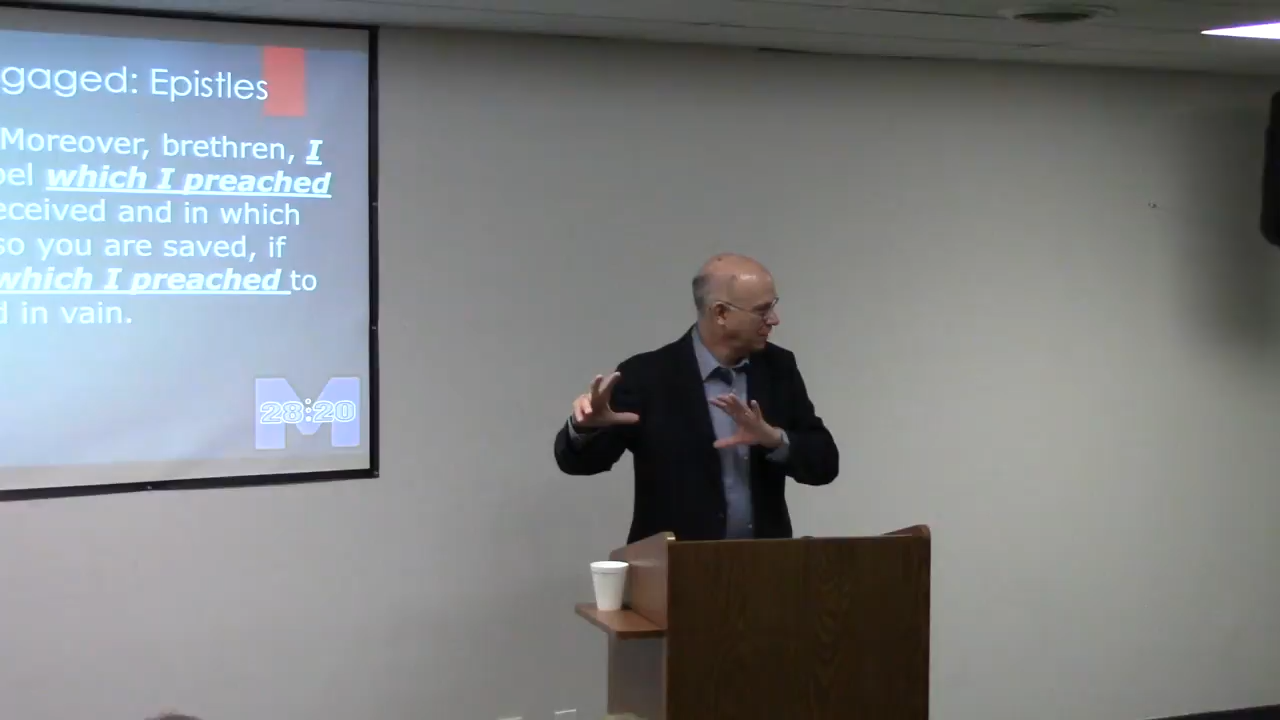 gaged: Epistles
Moreover, brethren, I
which I preached
eceived and in which
so you are saved, if
which I preached to
d in vain.
M
28:20